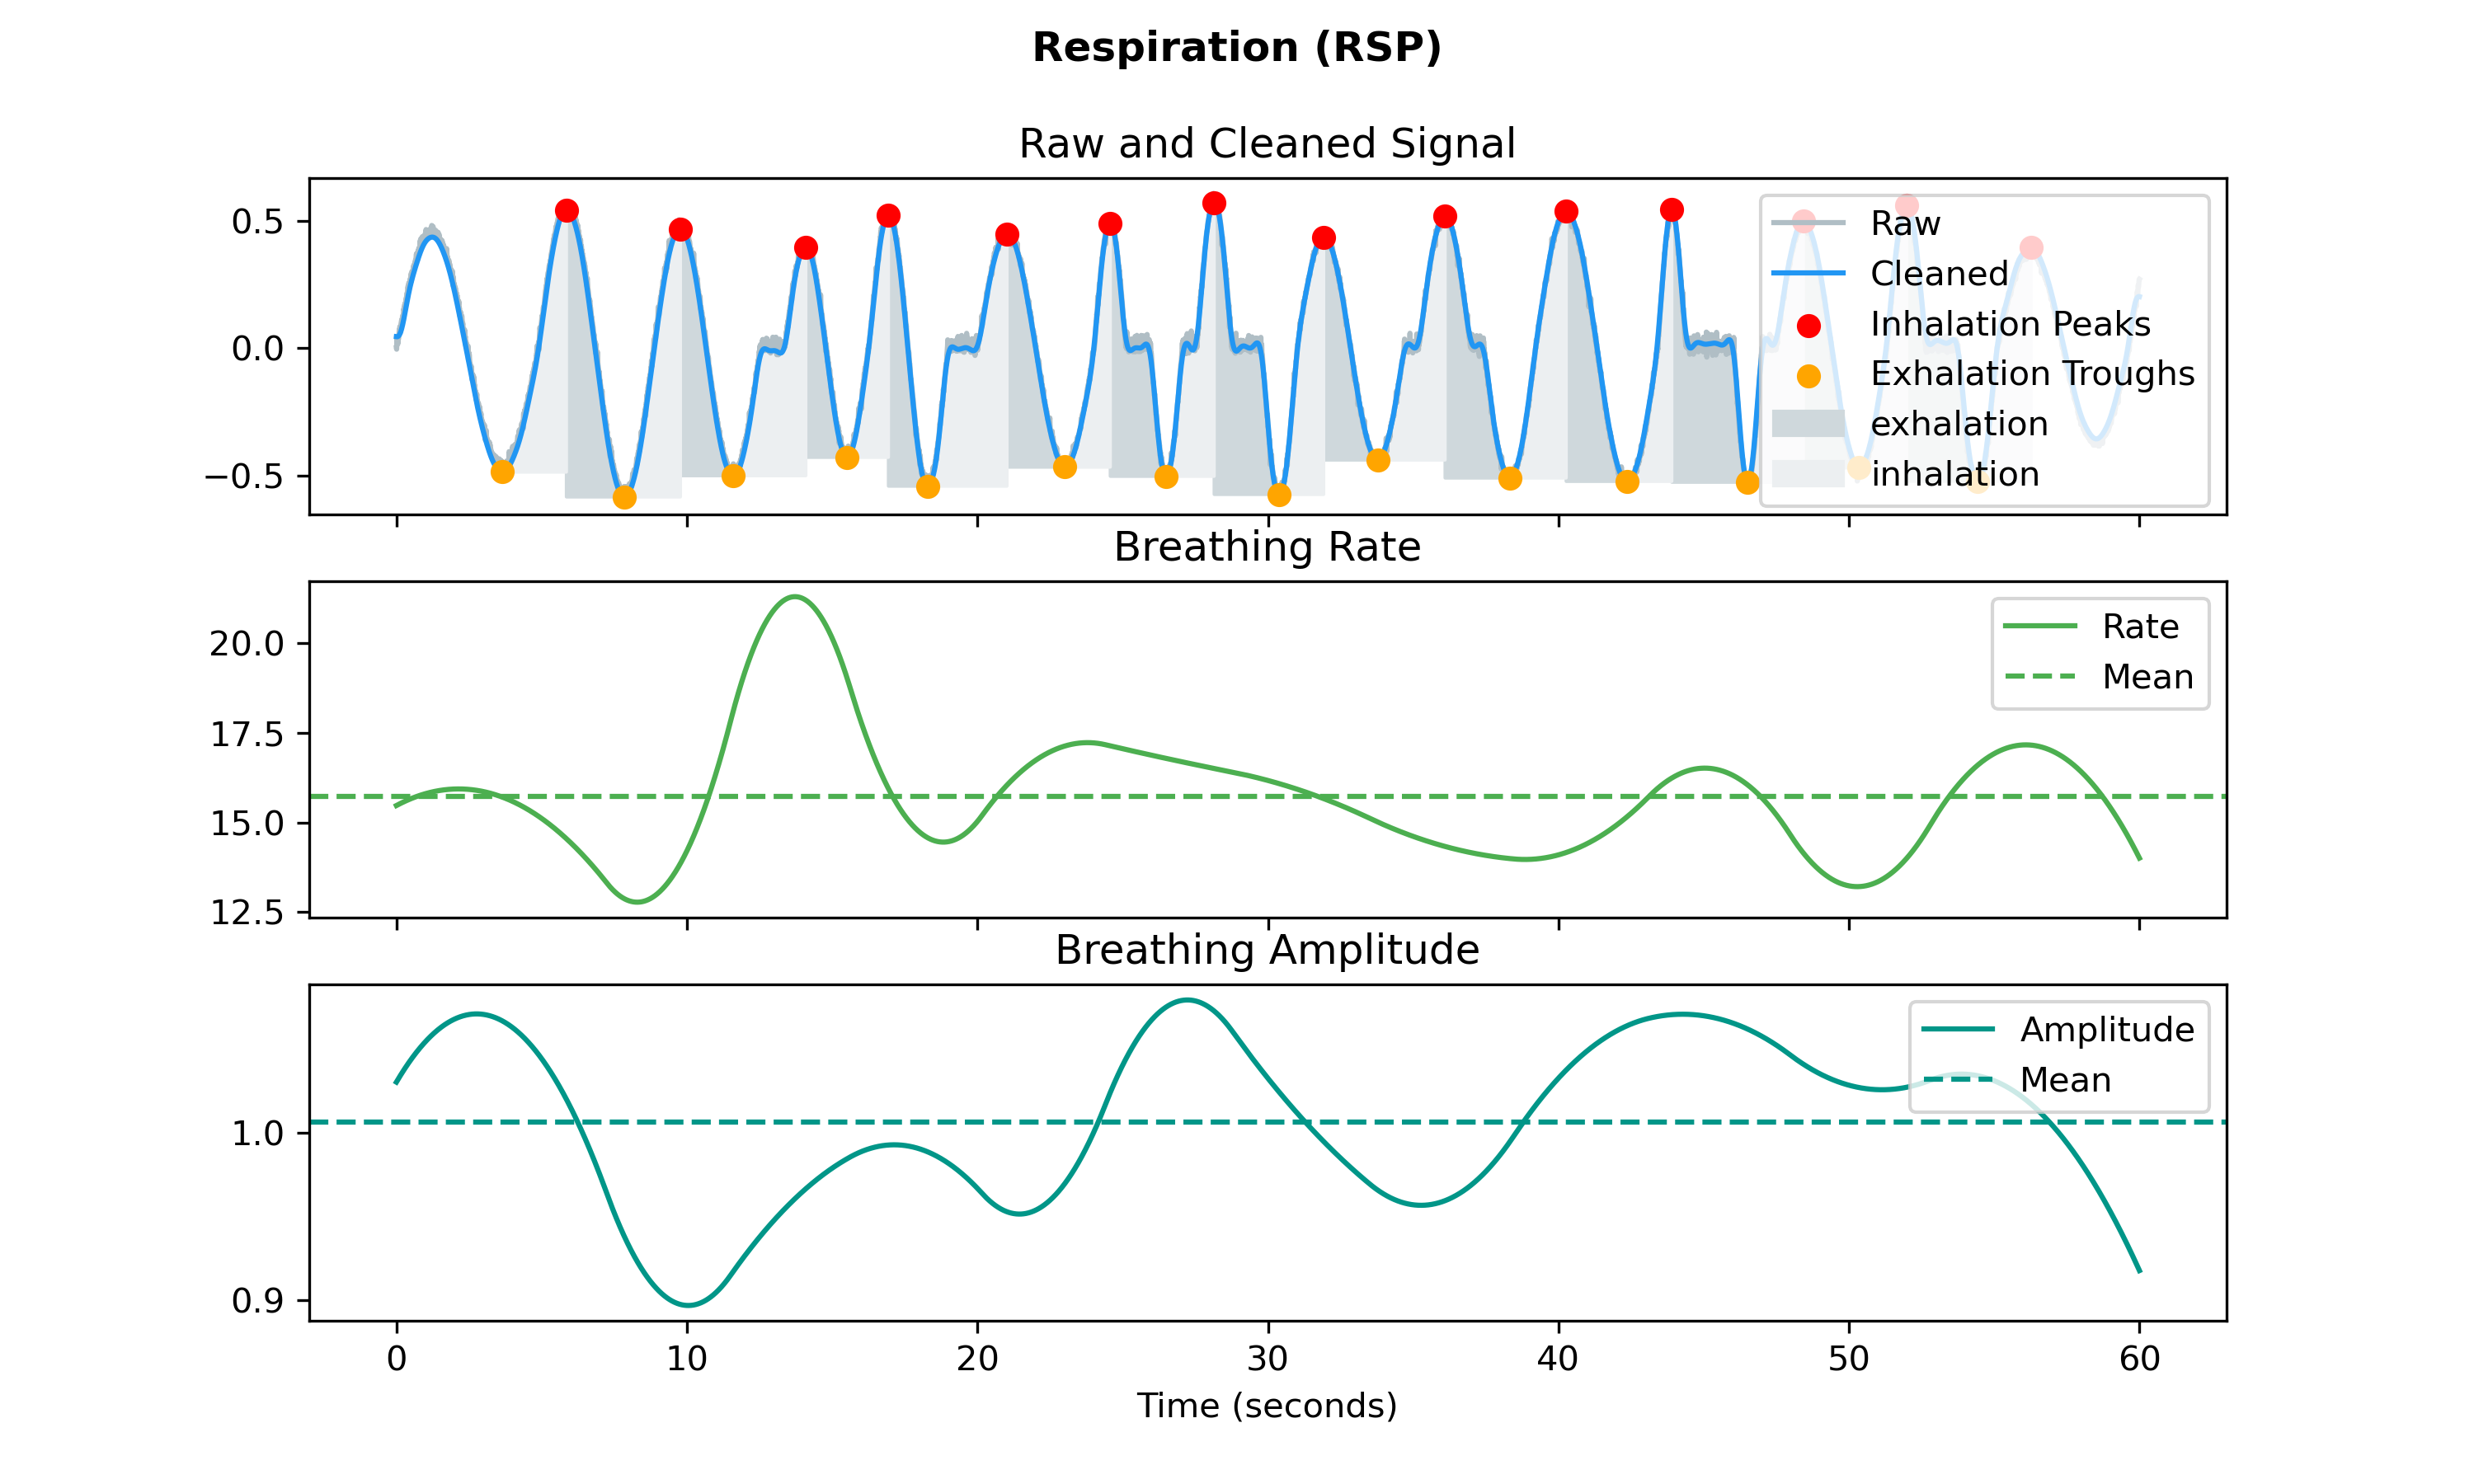 Respiration (RSP)
Raw and Cleaned Signal
0.5
0.0
−0.5
Raw
Cleaned
Inhalation Peaks
Exhalation Troughs
exhalation
inhalation
Breathing Rate
20.0
17.5
15.0
12.5
Rate
Mean
Breathing Amplitude
1.0
0.9
Amplitude
Mean
0 10 20 30 40 50 60
Time (seconds)